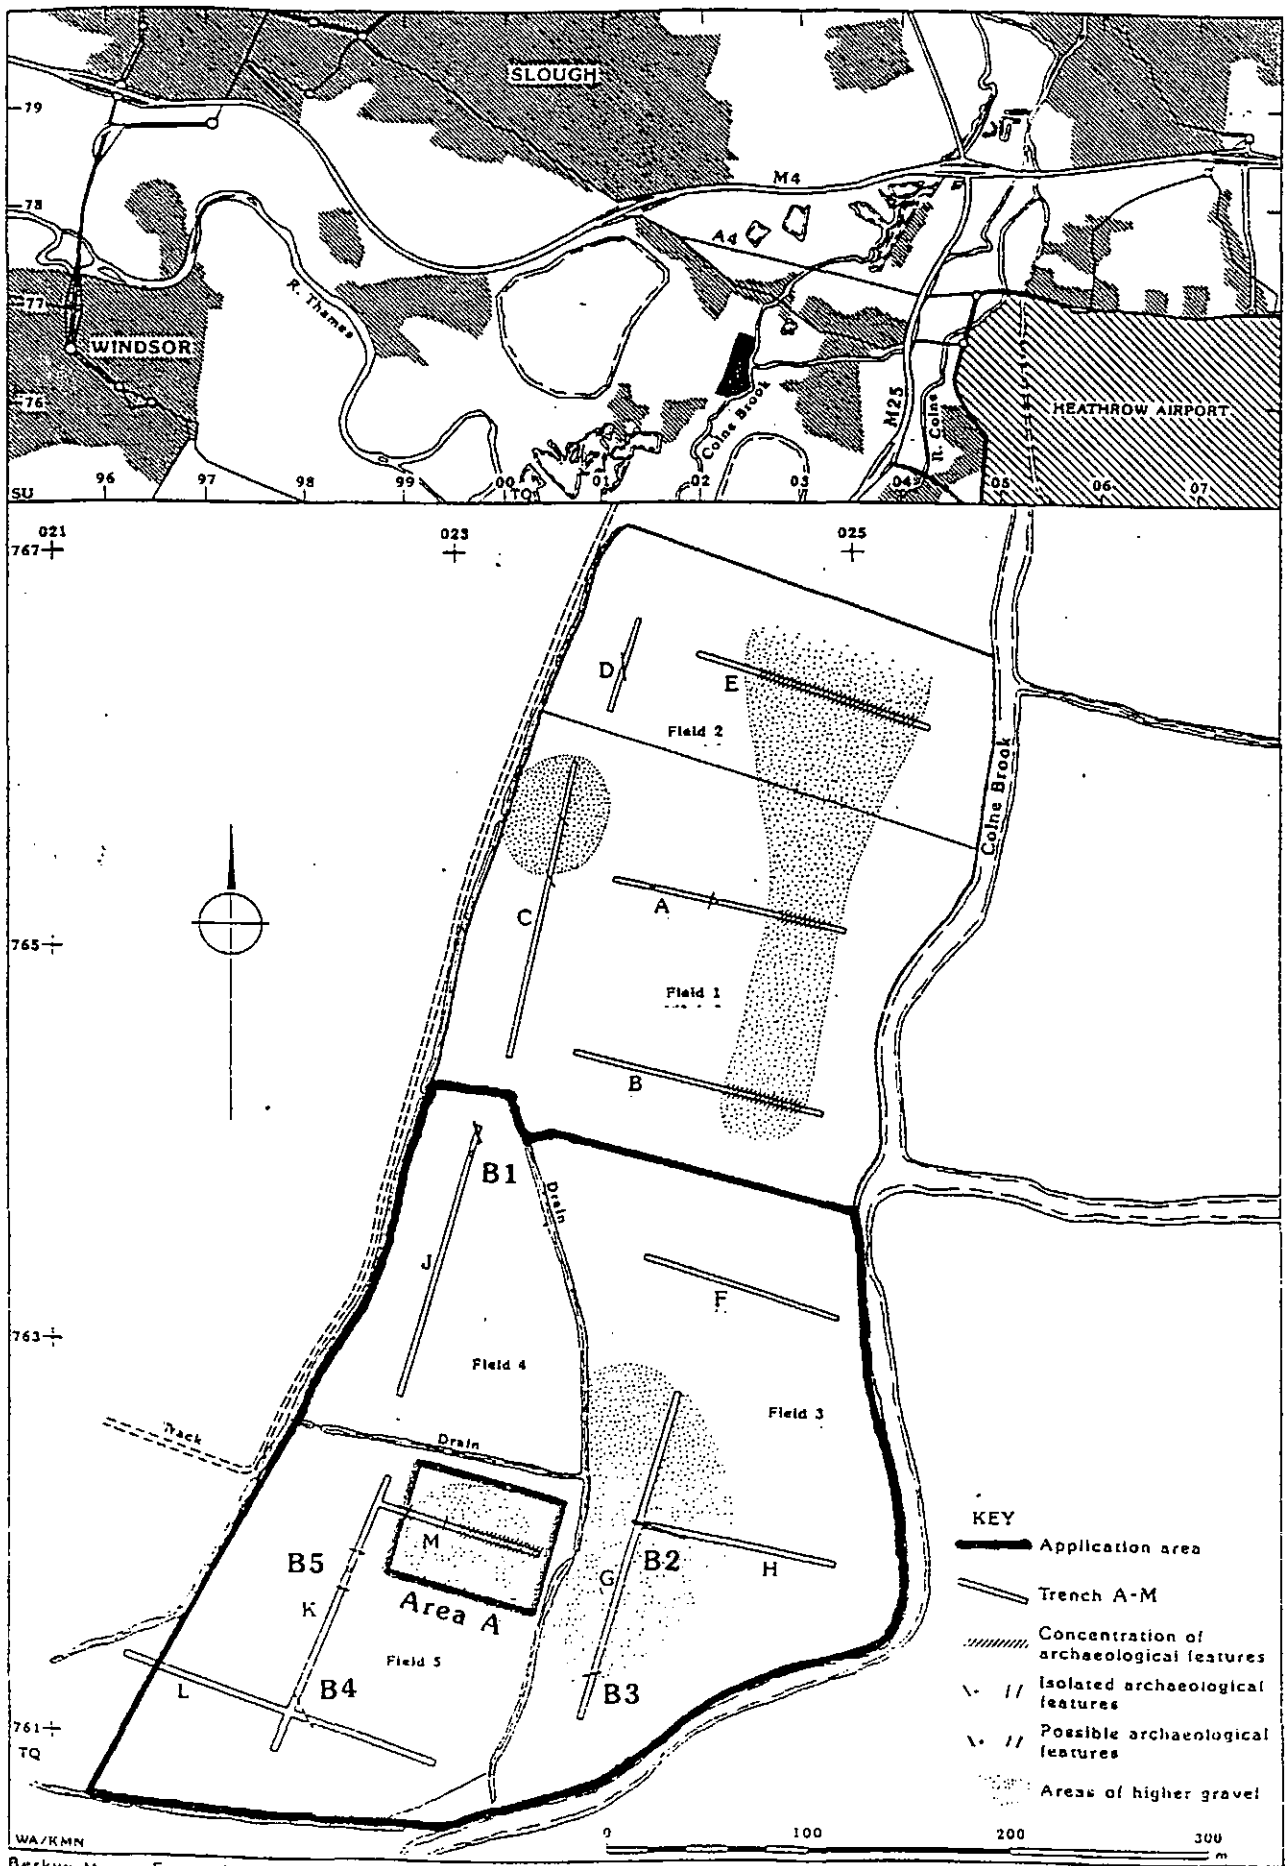 SLOUGH
79
M4
78
A4
R. Thames
77
WINDSOR
76
Colne Brook
M25
R. Colne
HEATHROW AIRPORT
SU
96
97
98
99
00
TQ
01
02
03
04
05
06
07
021
023
025
767
D
E
Field 2
Colne Brook
C
A
765
Field 1
B
B1
Drain
J
F
763
Field 4
Field 3
Track
Drain
M
B5
B2
G
H
K
Area A
Field 5
B4
B3
L
761
TQ
KEY
Application area
Trench A-M
Concentration of
archaeological features
Isolated archaeological
features
Possible archaeological
features
Areas of higher gravel
WA/KMN
0
100
200
300
m